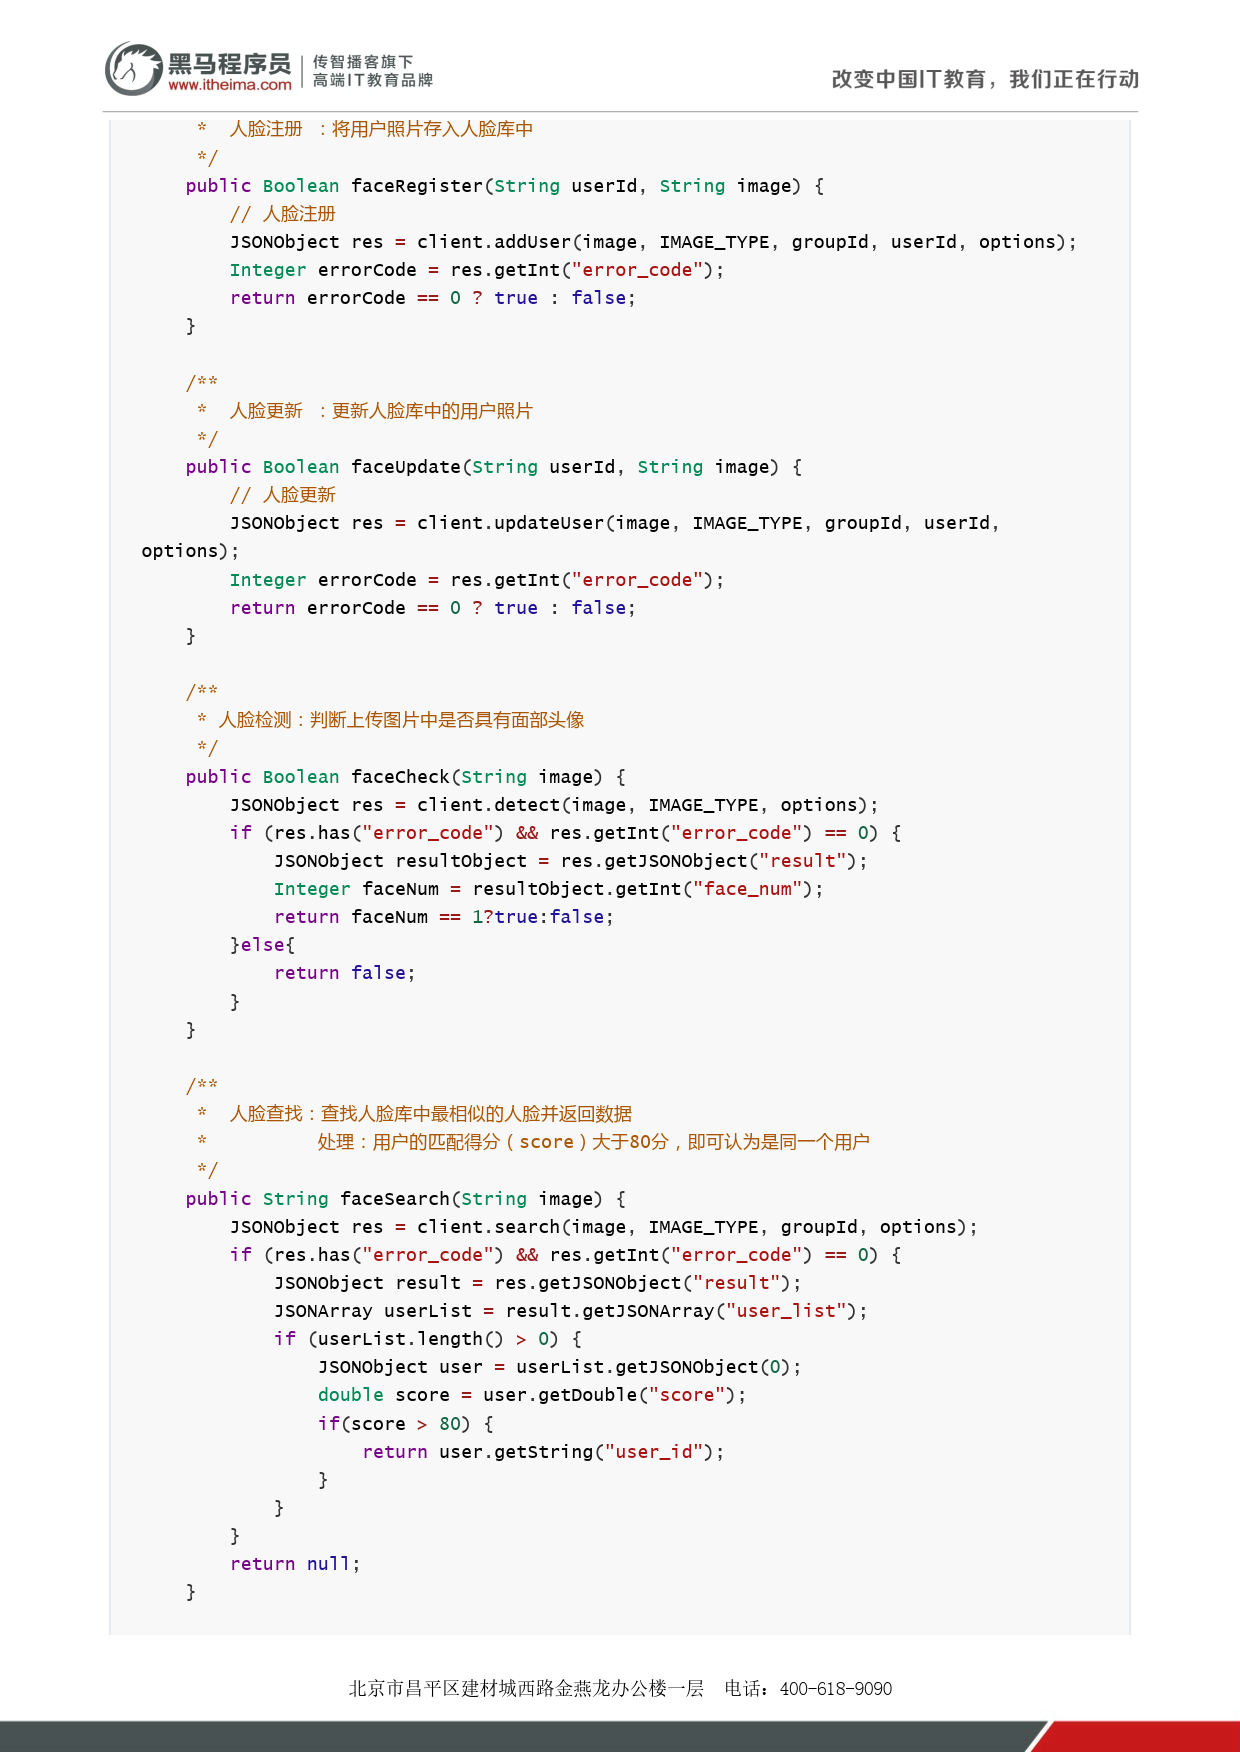 黑马程序员
www.itheima.com
传智播客旗下
高端IT教育品牌
改变中国IT教育，我们正在行动
     *  人脸注册 ：将用户照片存入人脸库中
     */
    public Boolean faceRegister(String userId, String image) {
        // 人脸注册
        JSONObject res = client.addUser(image, IMAGE_TYPE, groupId, userId, options);
        Integer errorCode = res.getInt("error_code");
        return errorCode == 0 ? true : false;
    }

    /**
     *  人脸更新 ：更新人脸库中的用户照片
     */
    public Boolean faceUpdate(String userId, String image) {
        // 人脸更新
        JSONObject res = client.updateUser(image, IMAGE_TYPE, groupId, userId,
options);
        Integer errorCode = res.getInt("error_code");
        return errorCode == 0 ? true : false;
    }

    /**
     * 人脸检测：判断上传图片中是否具有面部头像
     */
    public Boolean faceCheck(String image) {
        JSONObject res = client.detect(image, IMAGE_TYPE, options);
        if (res.has("error_code") && res.getInt("error_code") == 0) {
            JSONObject resultObject = res.getJSONObject("result");
            Integer faceNum = resultObject.getInt("face_num");
            return faceNum == 1?true:false;
        }else{
            return false;
        }
    }

    /**
     *  人脸查找：查找人脸库中最相似的人脸并返回数据
     *          处理：用户的匹配得分（score）大于80分，即可认为是同一个用户
     */
    public String faceSearch(String image) {
        JSONObject res = client.search(image, IMAGE_TYPE, groupId, options);
        if (res.has("error_code") && res.getInt("error_code") == 0) {
            JSONObject result = res.getJSONObject("result");
            JSONArray userList = result.getJSONArray("user_list");
            if (userList.length() > 0) {
                JSONObject user = userList.getJSONObject(0);
                double score = user.getDouble("score");
                if(score > 80) {
                    return user.getString("user_id");
                }
            }
        }
        return null;
    }
北京市昌平区建材城西路金燕龙办公楼一层  电话：400-618-9090